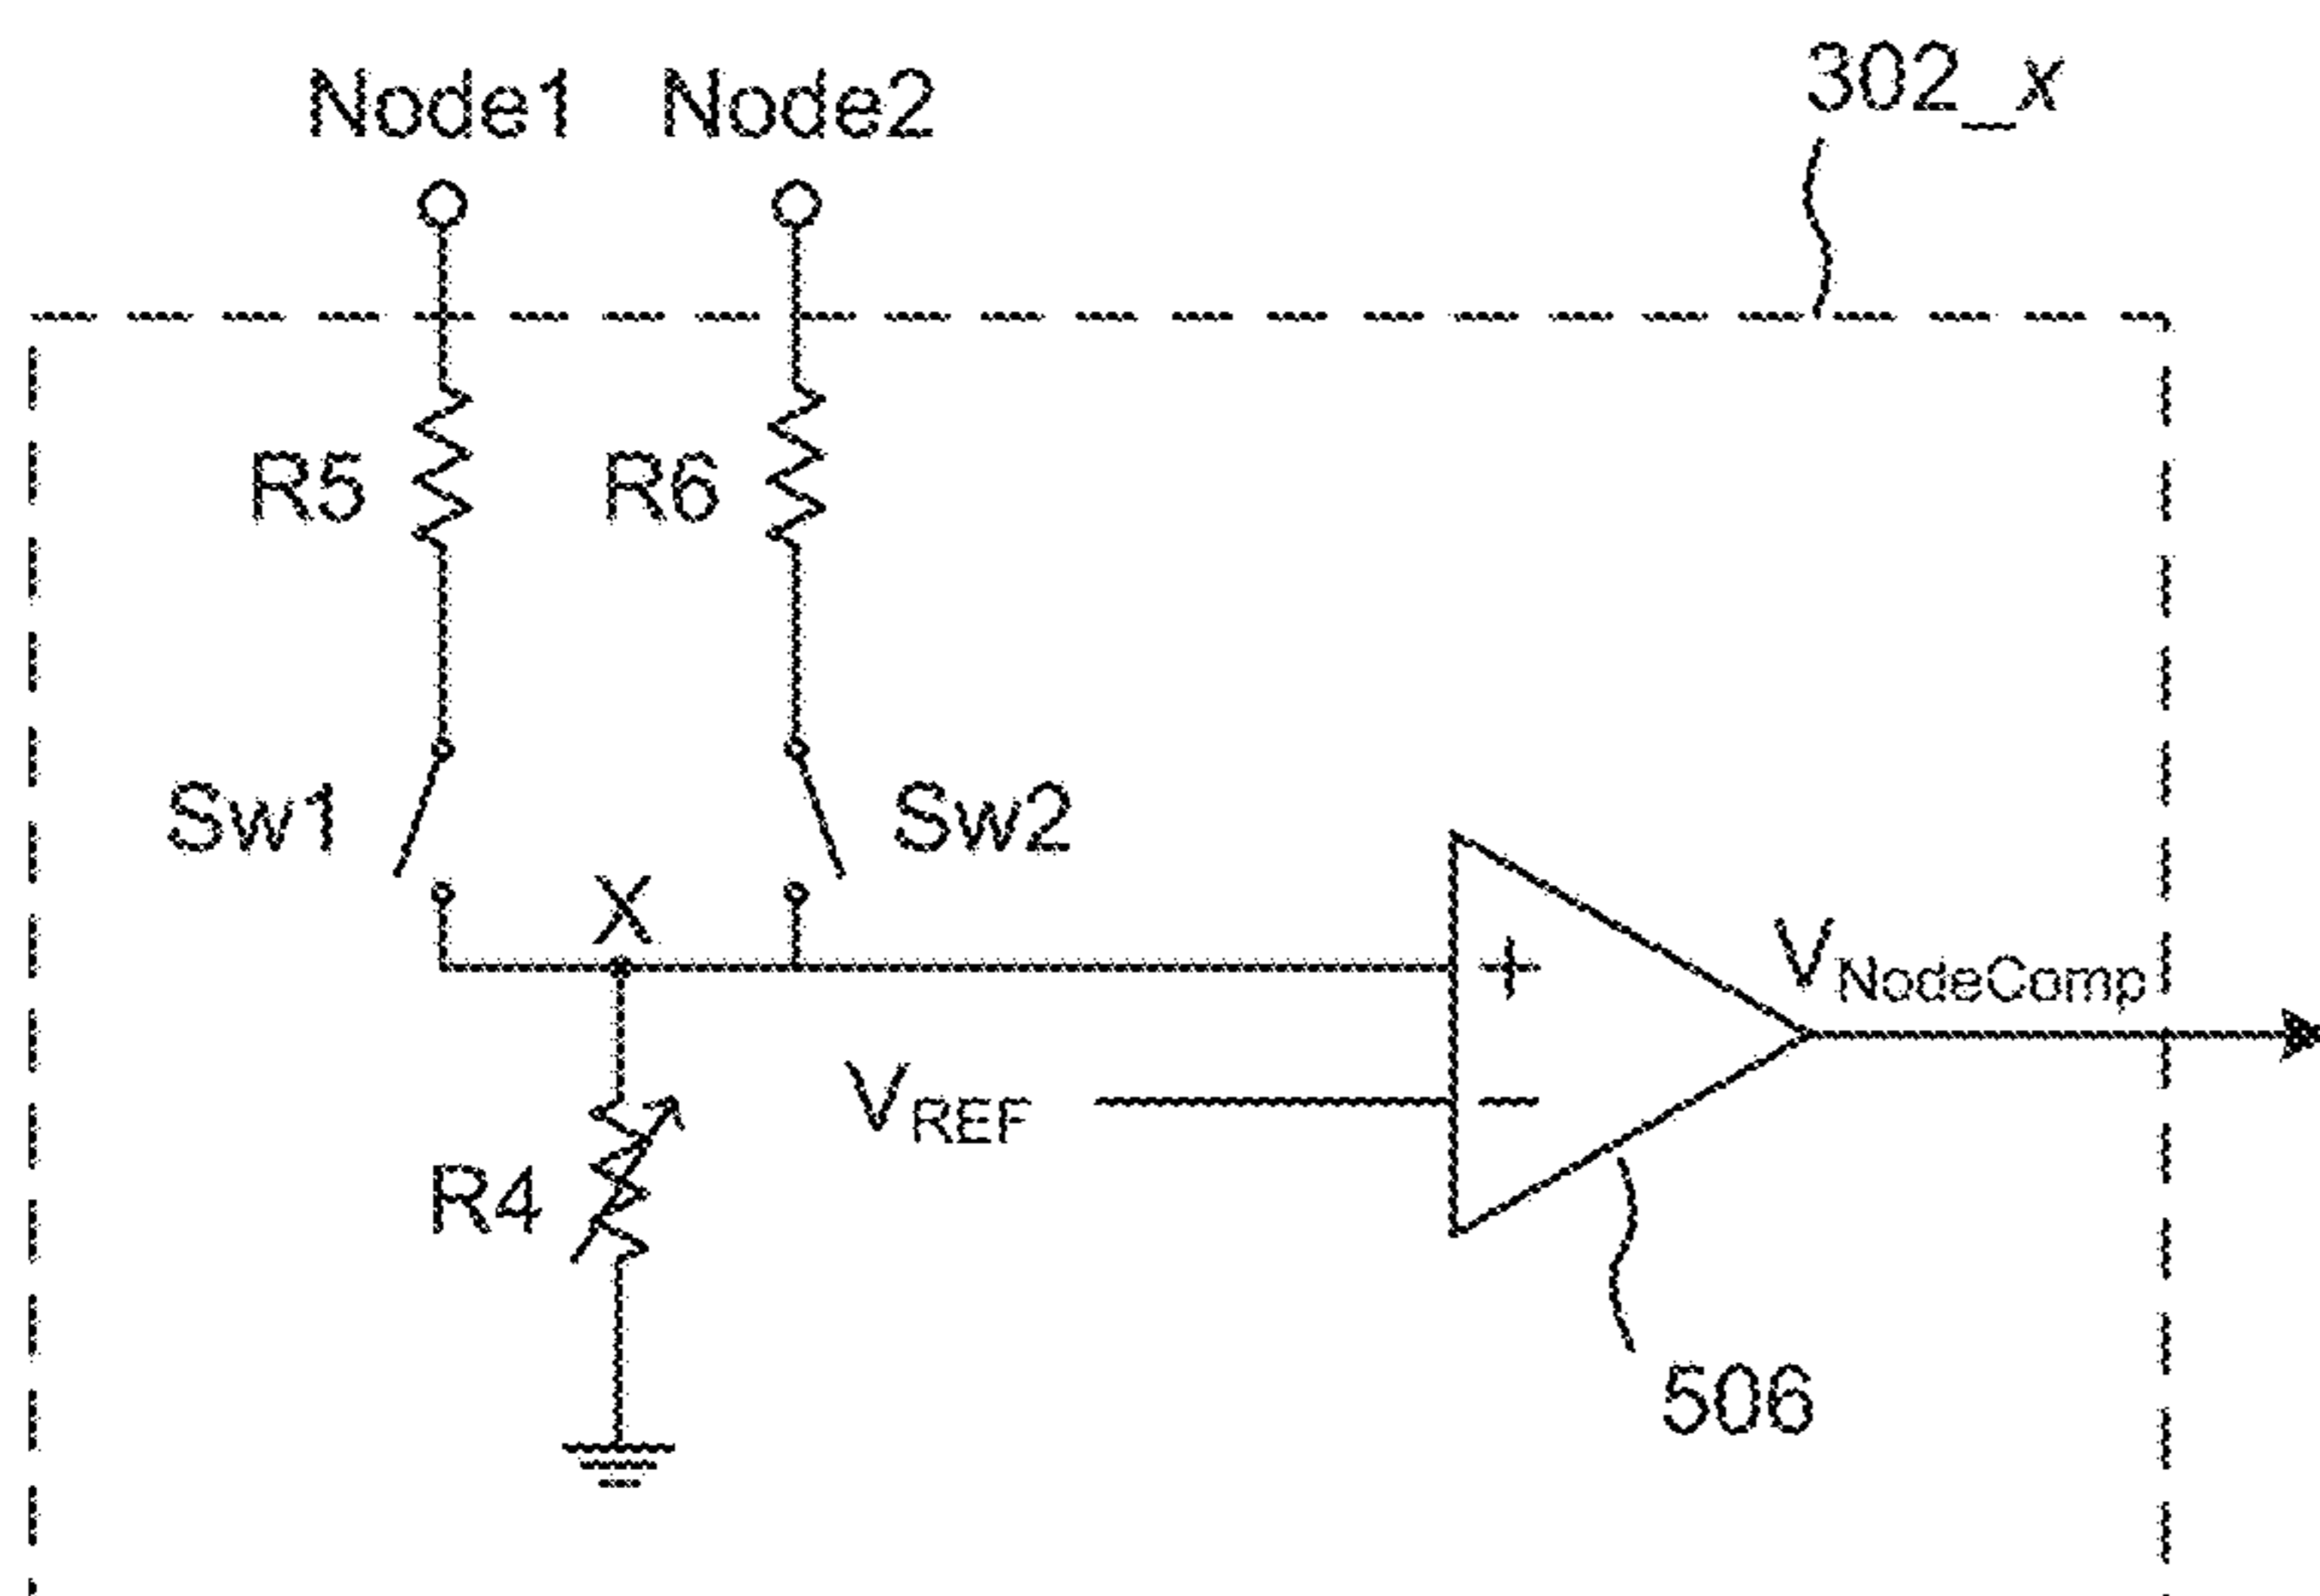 Node1 Node2 302_x
R5 R6
Sw1 Sw2
X
+
VNodeComp
VREF
−
R4
506